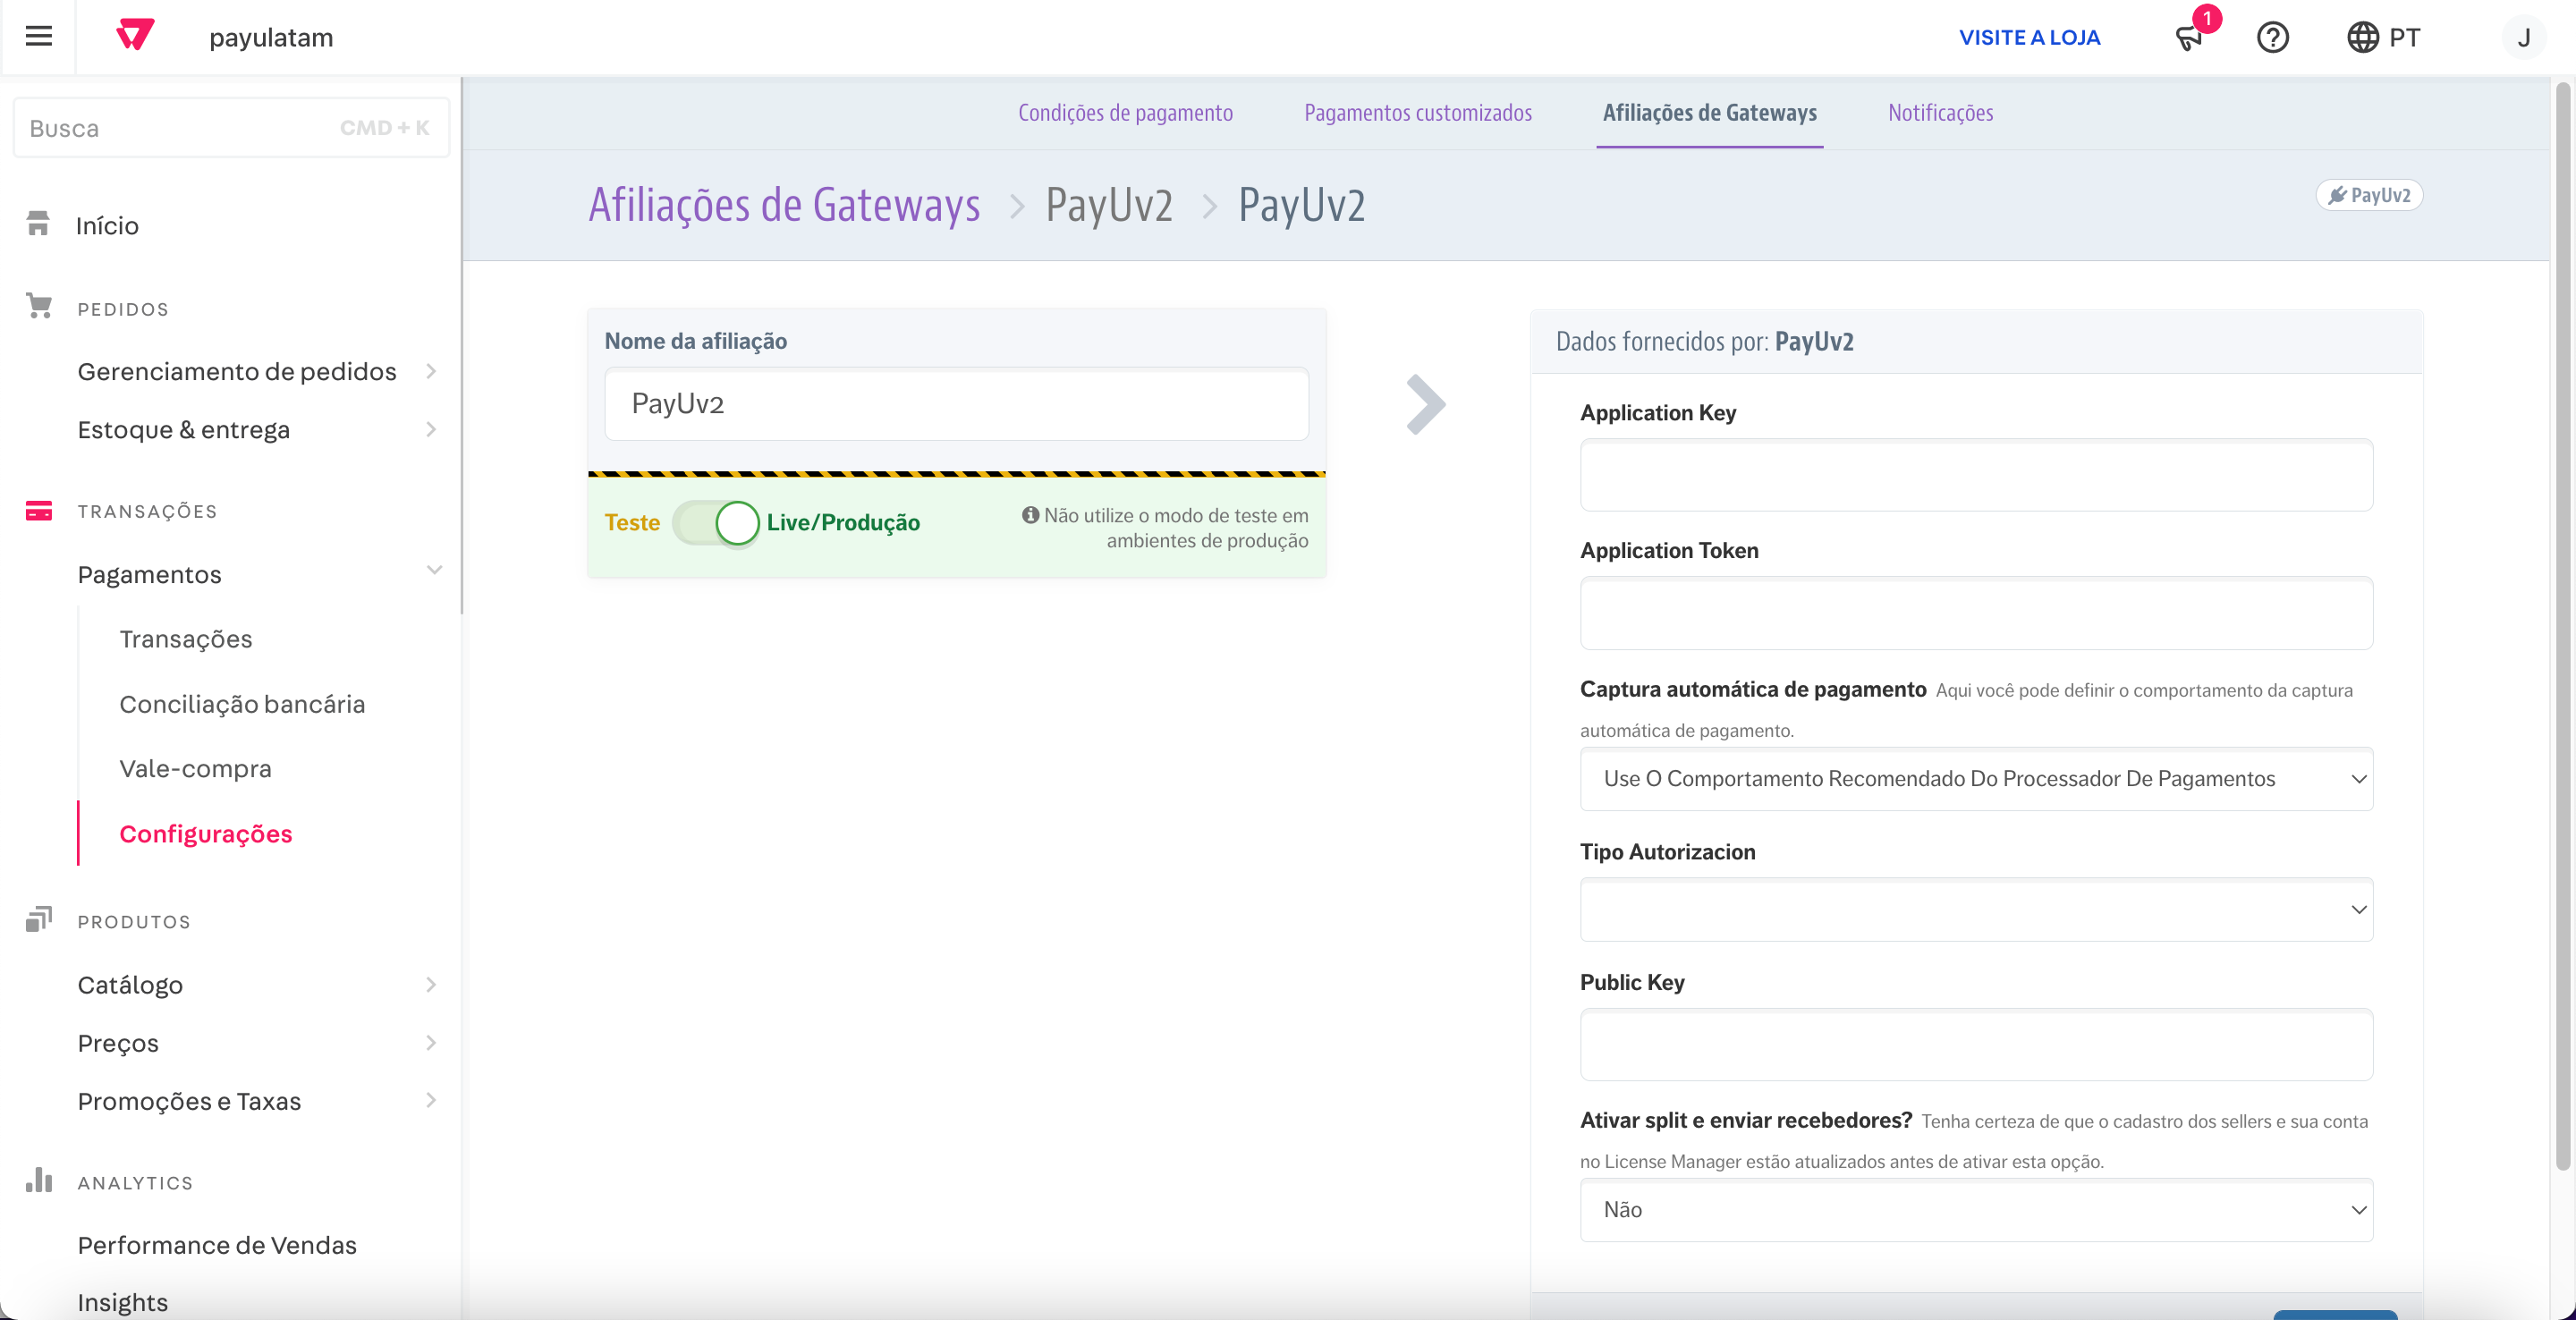 payulatam
VISITE A LOJA
1
PT
J
Busca
CMD + K
Início
PEDIDOS
Gerenciamento de pedidos
Estoque & entrega
TRANSAÇÕES
Pagamentos
Transações
Conciliação bancária
Vale-compra
Configurações
PRODUTOS
Catálogo
Preços
Promoções e Taxas
ANALYTICS
Performance de Vendas
Insights
Condições de pagamento
Pagamentos customizados
Afiliações de Gateways
Notificações
Afiliações de Gateways > PayUv2 > PayUv2
PayUv2
Nome da afiliação
PayUv2
Teste
Live/Produção
Não utilize o modo de teste em
ambientes de produção
Dados fornecidos por: PayUv2
Application Key
Application Token
Captura automática de pagamento Aqui você pode definir o comportamento da captura
automática de pagamento.
Use O Comportamento Recomendado Do Processador De Pagamentos
Tipo Autorizacion
Public Key
Ativar split e enviar recebedores? Tenha certeza de que o cadastro dos sellers e sua conta
no License Manager estão atualizados antes de ativar esta opção.
Não